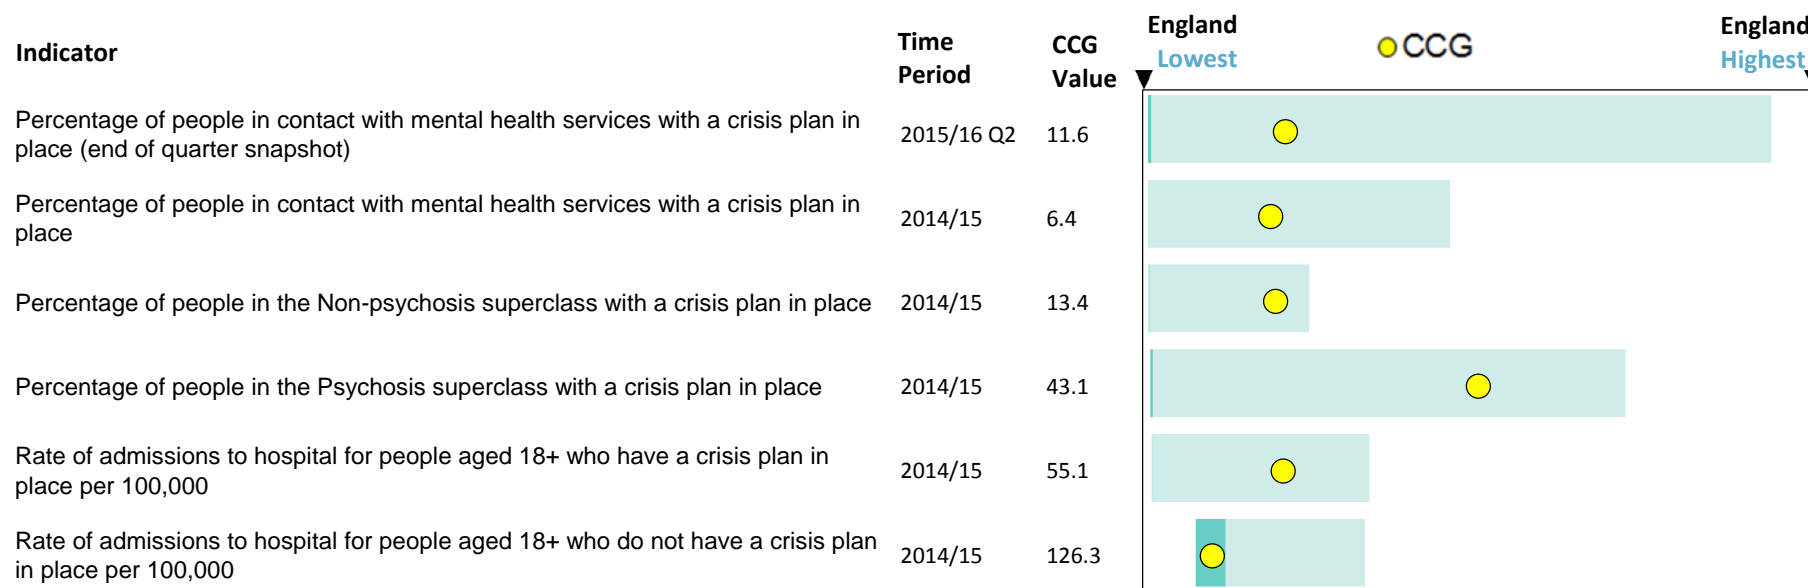 Indicator
Time Period
CCG Value
England Lowest
CCG
England Highest
Percentage of people in contact with mental health services with a crisis plan in
place (end of quarter snapshot)
2015/16 Q2
11.6
Percentage of people in contact with mental health services with a crisis plan in
place
2014/15
6.4
Percentage of people in the Non-psychosis superclass with a crisis plan in place
2014/15
13.4
Percentage of people in the Psychosis superclass with a crisis plan in place
2014/15
43.1
Rate of admissions to hospital for people aged 18+ who have a crisis plan in
place per 100,000
2014/15
55.1
Rate of admissions to hospital for people aged 18+ who do not have a crisis plan
in place per 100,000
2014/15
126.3